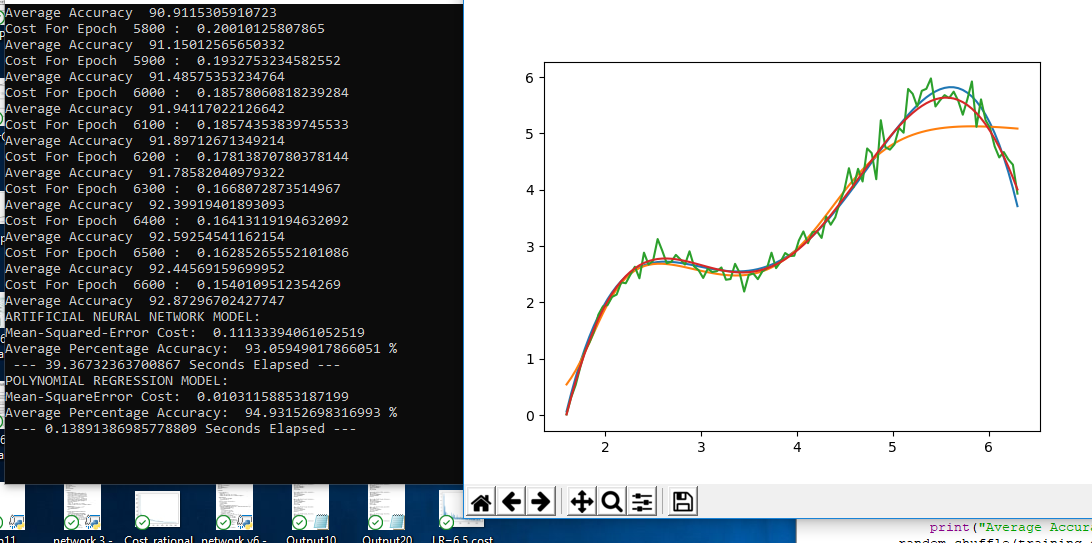 Average Accuracy  90.9115305910723
Cost For Epoch  5800 :  0.20010125807865
Average Accuracy  91.15012565650332
Cost For Epoch  5900 :  0.1932753234582552
Average Accuracy  91.48575353234764
Cost For Epoch  6000 :  0.18578060818239284
Average Accuracy  91.94117022126642
Cost For Epoch  6100 :  0.18574353839745533
Average Accuracy  91.89712671349214
Cost For Epoch  6200 :  0.17813870780378144
Average Accuracy  91.78582040979322
Cost For Epoch  6300 :  0.1668072873514967
Average Accuracy  92.39919401893093
Cost For Epoch  6400 :  0.16413119194632092
Average Accuracy  92.59254541162154
Cost For Epoch  6500 :  0.16285265552101086
Average Accuracy  92.44569159699952
Cost For Epoch  6600 :  0.1540109512354269
Average Accuracy  92.87296702427747
ARTIFICIAL NEURAL NETWORK MODEL:
Mean-Squared-Error Cost:  0.11133394061052519
Average Percentage Accuracy:  93.05949017866051 %
--- 39.36732363700867 Seconds Elapsed ---
POLYNOMIAL REGRESSION MODEL:
Mean-SquareError Cost:  0.01031158853187199
Average Percentage Accuracy:  94.93152698316993 %
--- 0.13891386985778809 Seconds Elapsed ---
6
5
4
3
2
1
0
2 3 4 5 6
network 3 - Cost rational network v6 - Output10 Output20 LR=6.5 cost
print("Average Accur
random.shuffle(training